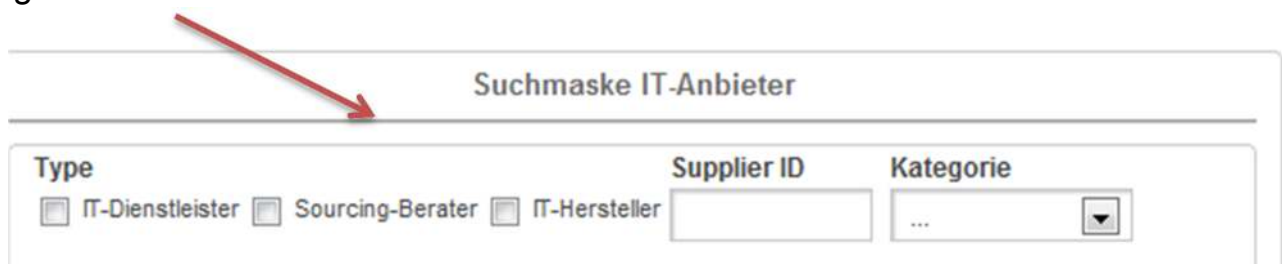 Suchmaske IT-Anbieter
Type Supplier ID Kategorie
IT-Dienstleister Sourcing-Berater IT-Hersteller ...